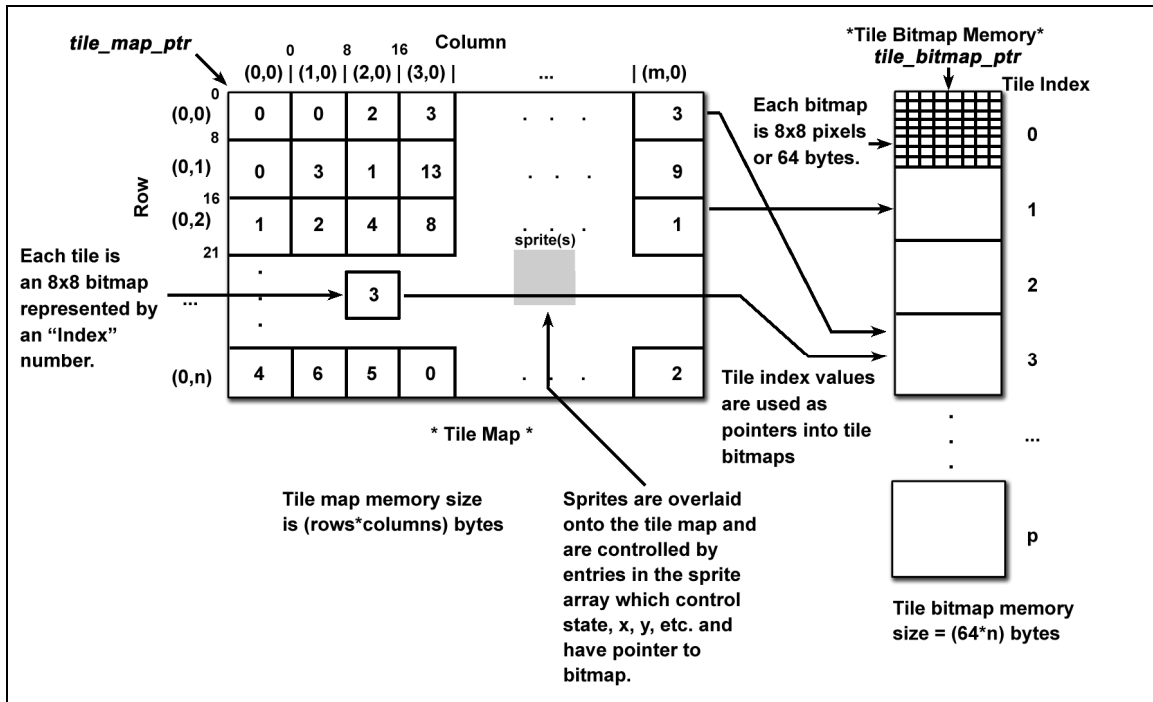 tile_map_ptr
Column
0 8 16
(0,0) | (1,0) | (2,0) | (3,0) | ... | (m,0)
0
(0,0) 0 0 2 3 . . . 3
8
(0,1) 0 3 1 13 . . . 9
16
(0,2) 1 2 4 8 . . . 1
21
Row
sprite(s)
.
... . 3
.
(0,n) 4 6 5 0 . . . 2
* Tile Map *
Each tile is
an 8x8 bitmap
represented by
an “Index”
number.
Tile map memory size
is (rows*columns) bytes
Sprites are overlaid
onto the tile map and
are controlled by
entries in the sprite
array which control
state, x, y, etc. and
have pointer to
bitmap.
*Tile Bitmap Memory*
tile_bitmap_ptr
Tile Index
Each bitmap
is 8x8 pixels
or 64 bytes.
0
1
2
3
.
. ...
.
p
Tile index values
are used as
pointers into tile
bitmaps
Tile bitmap memory
size = (64*n) bytes